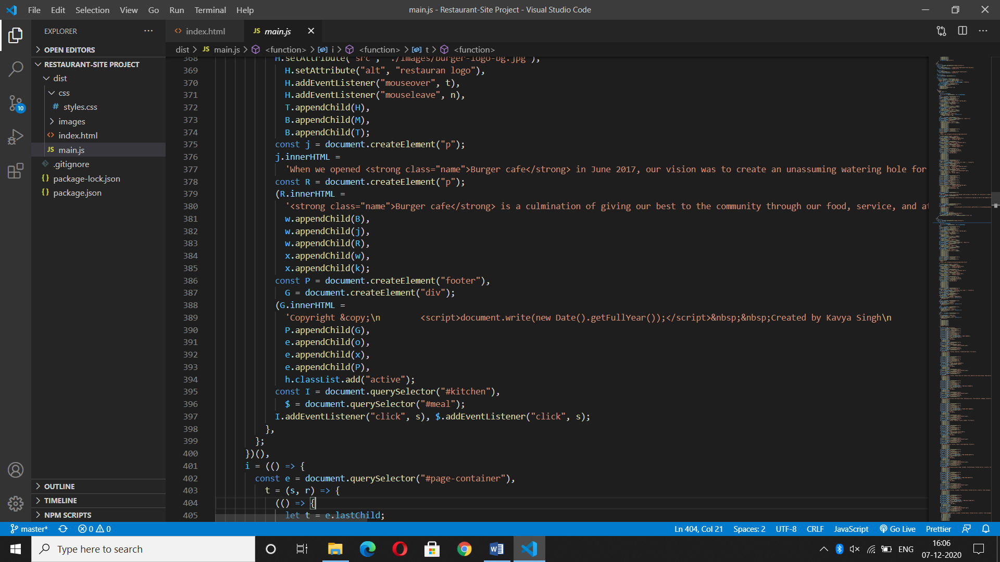 File Edit Selection View Go Run Terminal Help
main.js - Restaurant-Site Project - Visual Studio Code
EXPLORER
OPEN EDITORS
RESTAURANT-SITE PROJECT
dist
css
# styles.css
images
<> index.html
JS main.js
.gitignore
{} package-lock.json
{} package.json
OUTLINE
TIMELINE
NPM SCRIPTS
10
<> index.html
JS main.js
dist > JS main.js > <function> > i > <function> > t > <function>
368 H.setAttribute("src", "./images/burger-logo-bg.jpg"),
369 H.setAttribute("alt", "restauran logo"),
370 H.addEventListener("mouseover", t),
371 H.addEventListener("mouseleave", n),
372 T.appendChild(H),
373 B.appendChild(M),
374 B.appendChild(T);
375 const j = document.createElement("p");
376 j.innerHTML =
377 'When we opened <strong class="name">Burger cafe</strong> in June 2017, our vision was to create an unassuming watering hole for
378 const R = document.createElement("p");
379 (R.innerHTML =
380 '<strong class="name">Burger cafe</strong> is a culmination of giving our best to the community through our food, service, and at
381 w.appendChild(B),
382 w.appendChild(j),
383 w.appendChild(R),
384 x.appendChild(w),
385 x.appendChild(k);
386 const P = document.createElement("footer"),
387 G = document.createElement("div");
388 (G.innerHTML =
389 'Copyright &copy;\n        <script>document.write(new Date().getFullYear());</script>&nbsp;&nbsp;Created by Kavya Singh\n
390 P.appendChild(G),
391 e.appendChild(o),
392 e.appendChild(x),
393 e.appendChild(P),
394 h.classList.add("active");
395 const I = document.querySelector("#kitchen"),
396 $ = document.querySelector("#meal");
397 I.addEventListener("click", s), $.addEventListener("click", s);
398 },
399 };
400 })(),
401 i = (() => {
402 const e = document.querySelector("#page-container"),
403 t = (s, r) => {
404 (() => {
405 let t = e.lastChild;
master* 0 0
Ln 404, Col 21 Spaces: 2 UTF-8 CRLF JavaScript Go Live Prettier
Type here to search
ENG
16:06
07-12-2020